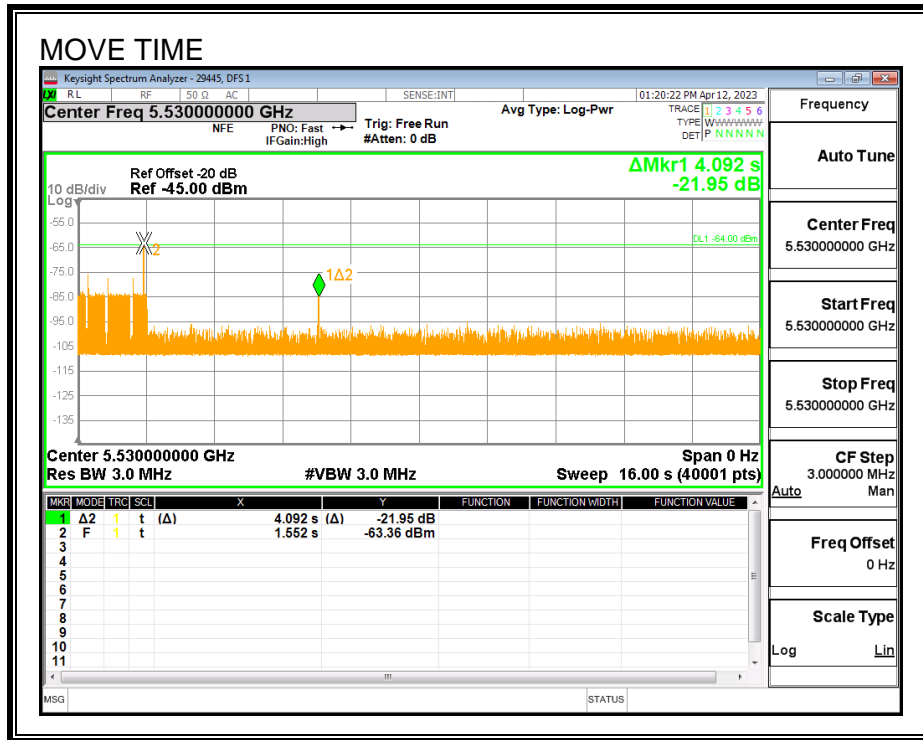 MOVE TIME
Keysight Spectrum Analyzer - 29445, DFS 1
LXI RL RF 50 Ω AC SENSE:INT 01:20:22 PM Apr 12, 2023
Center Freq 5.530000000 GHz
NFE
PNO: Fast
IFGain:High
Trig: Free Run
#Atten: 0 dB
Avg Type: Log-Pwr
TRACE 1 2 3 4 5 6
TYPE WWWWWWW
DET P N N N N N
Ref Offset -20 dB
Ref -45.00 dBm
10 dB/div
Log
ΔMkr1 4.092 s
-21.95 dB
-55.0
-65.0
-75.0
-85.0
-95.0
-105
-115
-125
-135
DL1 -64.00 dBm
2
1Δ2
Center 5.530000000 GHz
Span 0 Hz
Res BW 3.0 MHz
#VBW 3.0 MHz
Sweep 16.00 s (40001 pts)
MKR MODE TRC SCL X Y FUNCTION FUNCTION WIDTH FUNCTION VALUE
1 Δ2 1 t (Δ) 4.092 s (Δ) -21.95 dB
2 F 1 t 1.552 s -63.36 dBm
3
4
5
6
7
8
9
10
11
MSG
STATUS
Frequency
Auto Tune
Center Freq
5.530000000 GHz
Start Freq
5.530000000 GHz
Stop Freq
5.530000000 GHz
CF Step
3.000000 MHz
Auto Man
Freq Offset
0 Hz
Scale Type
Log Lin